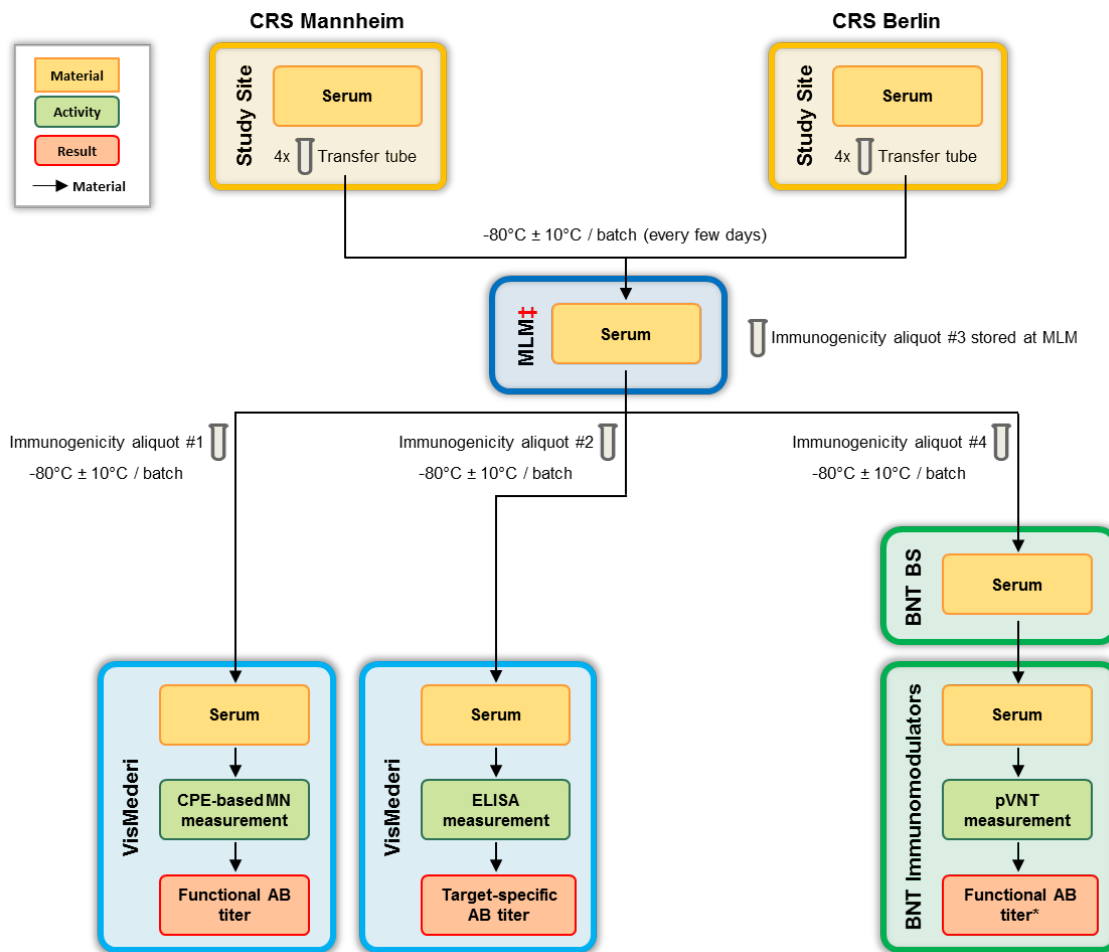 CRS Mannheim
CRS Berlin
Material
Activity
Result
Material
Study Site
Serum
4x Transfer tube
Study Site
Serum
4x Transfer tube
-80°C ± 10°C / batch (every few days)
MLM‡
Serum
Immunogenicity aliquot #3 stored at MLM
Immunogenicity aliquot #1
-80°C ± 10°C / batch
Immunogenicity aliquot #2
-80°C ± 10°C / batch
Immunogenicity aliquot #4
-80°C ± 10°C / batch
BNT BS
Serum
VisMederi
Serum
CPE-based MN
measurement
Functional AB
titer
VisMederi
Serum
ELISA
measurement
Target-specific
AB titer
BNT Immunomodulators
Serum
pVNT
measurement
Functional AB
titer*